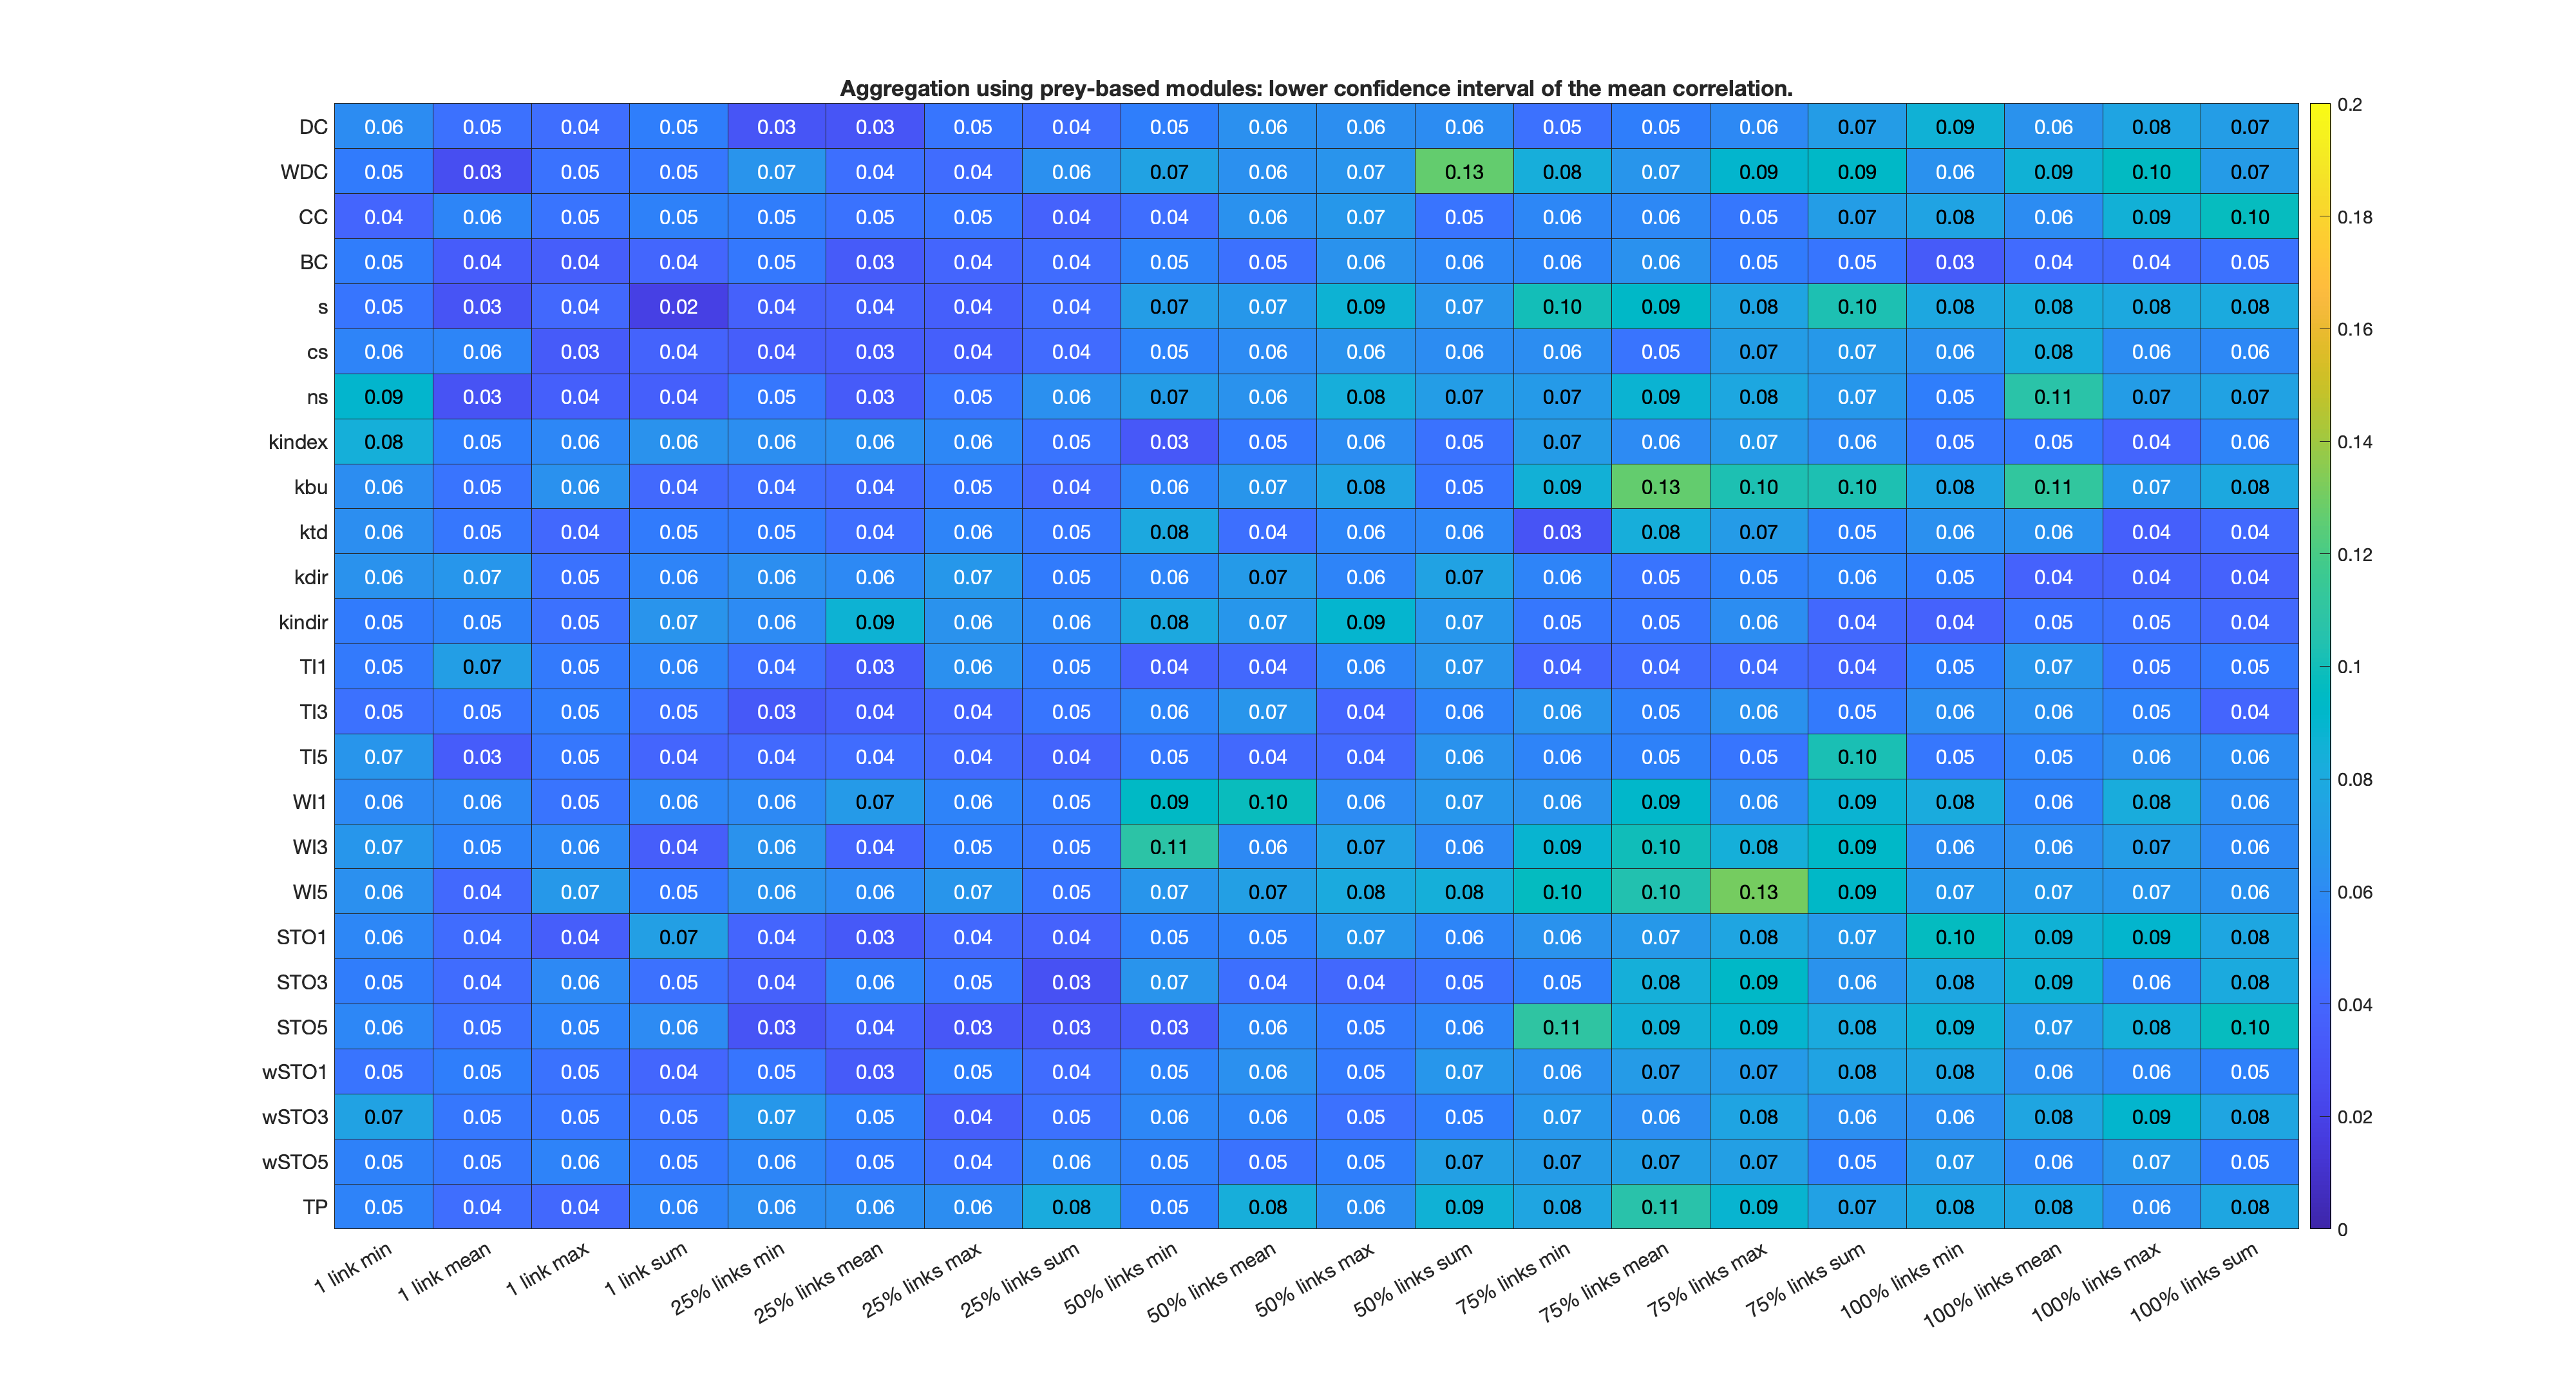 Aggregation using prey-based modules: lower confidence interval of the mean correlation.
DC 0.06 0.05 0.04 0.05 0.03 0.03 0.05 0.04 0.05 0.06 0.06 0.06 0.05 0.05 0.06 0.07 0.09 0.06 0.08 0.07
WDC 0.05 0.03 0.05 0.05 0.07 0.04 0.04 0.06 0.07 0.06 0.07 0.13 0.08 0.07 0.09 0.09 0.06 0.09 0.10 0.07
CC 0.04 0.06 0.05 0.05 0.05 0.05 0.05 0.04 0.04 0.06 0.07 0.05 0.06 0.06 0.05 0.07 0.08 0.06 0.09 0.10
BC 0.05 0.04 0.04 0.04 0.05 0.03 0.04 0.04 0.05 0.05 0.06 0.06 0.06 0.06 0.05 0.05 0.03 0.04 0.04 0.05
s 0.05 0.03 0.04 0.02 0.04 0.04 0.04 0.04 0.07 0.07 0.09 0.07 0.10 0.09 0.08 0.10 0.08 0.08 0.08 0.08
cs 0.06 0.06 0.03 0.04 0.04 0.03 0.04 0.04 0.05 0.06 0.06 0.06 0.06 0.05 0.07 0.07 0.06 0.08 0.06 0.06
ns 0.09 0.03 0.04 0.04 0.05 0.03 0.05 0.06 0.07 0.06 0.08 0.07 0.07 0.09 0.08 0.07 0.05 0.11 0.07 0.07
kindex 0.08 0.05 0.06 0.06 0.06 0.06 0.06 0.05 0.03 0.05 0.06 0.05 0.07 0.06 0.07 0.06 0.05 0.05 0.04 0.06
kbu 0.06 0.05 0.06 0.04 0.04 0.04 0.05 0.04 0.06 0.07 0.08 0.05 0.09 0.13 0.10 0.10 0.08 0.11 0.07 0.08
ktd 0.06 0.05 0.04 0.05 0.05 0.04 0.06 0.05 0.08 0.04 0.06 0.06 0.03 0.08 0.07 0.05 0.06 0.06 0.04 0.04
kdir 0.06 0.07 0.05 0.06 0.06 0.06 0.07 0.05 0.06 0.07 0.06 0.07 0.06 0.05 0.05 0.06 0.05 0.04 0.04 0.04
kindir 0.05 0.05 0.05 0.07 0.06 0.09 0.06 0.06 0.08 0.07 0.09 0.07 0.05 0.05 0.06 0.04 0.04 0.05 0.05 0.04
TI1 0.05 0.07 0.05 0.06 0.04 0.03 0.06 0.05 0.04 0.04 0.06 0.07 0.04 0.04 0.04 0.04 0.05 0.07 0.05 0.05
TI3 0.05 0.05 0.05 0.05 0.03 0.04 0.04 0.05 0.06 0.07 0.04 0.06 0.06 0.05 0.06 0.05 0.06 0.06 0.05 0.04
TI5 0.07 0.03 0.05 0.04 0.04 0.04 0.04 0.04 0.05 0.04 0.04 0.06 0.06 0.05 0.05 0.10 0.05 0.05 0.06 0.06
WI1 0.06 0.06 0.05 0.06 0.06 0.07 0.06 0.05 0.09 0.10 0.06 0.07 0.06 0.09 0.06 0.09 0.08 0.06 0.08 0.06
WI3 0.07 0.05 0.06 0.04 0.06 0.04 0.05 0.05 0.11 0.06 0.07 0.06 0.09 0.10 0.08 0.09 0.06 0.06 0.07 0.06
WI5 0.06 0.04 0.07 0.05 0.06 0.06 0.07 0.05 0.07 0.07 0.08 0.08 0.10 0.10 0.13 0.09 0.07 0.07 0.07 0.06
STO1 0.06 0.04 0.04 0.07 0.04 0.03 0.04 0.04 0.05 0.05 0.07 0.06 0.06 0.07 0.08 0.07 0.10 0.09 0.09 0.08
STO3 0.05 0.04 0.06 0.05 0.04 0.06 0.05 0.03 0.07 0.04 0.04 0.05 0.05 0.08 0.09 0.06 0.08 0.09 0.06 0.08
STO5 0.06 0.05 0.05 0.06 0.03 0.04 0.03 0.03 0.03 0.06 0.05 0.06 0.11 0.09 0.09 0.08 0.09 0.07 0.08 0.10
wSTO1 0.05 0.05 0.05 0.04 0.05 0.03 0.05 0.04 0.05 0.06 0.05 0.07 0.06 0.07 0.07 0.08 0.08 0.06 0.06 0.05
wSTO3 0.07 0.05 0.05 0.05 0.07 0.05 0.04 0.05 0.06 0.06 0.05 0.05 0.07 0.06 0.08 0.06 0.06 0.08 0.09 0.08
wSTO5 0.05 0.05 0.06 0.05 0.06 0.05 0.04 0.06 0.05 0.05 0.05 0.07 0.07 0.07 0.07 0.05 0.07 0.06 0.07 0.05
TP 0.05 0.04 0.04 0.06 0.06 0.06 0.06 0.08 0.05 0.08 0.06 0.09 0.08 0.11 0.09 0.07 0.08 0.08 0.06 0.08
1 link min
1 link mean
1 link max
1 link sum
25% links min
25% links mean
25% links max
25% links sum
50% links min
50% links mean
50% links max
50% links sum
75% links min
75% links mean
75% links max
75% links sum
100% links min
100% links mean
100% links max
100% links sum
0.2
0.18
0.16
0.14
0.12
0.1
0.08
0.06
0.04
0.02
0